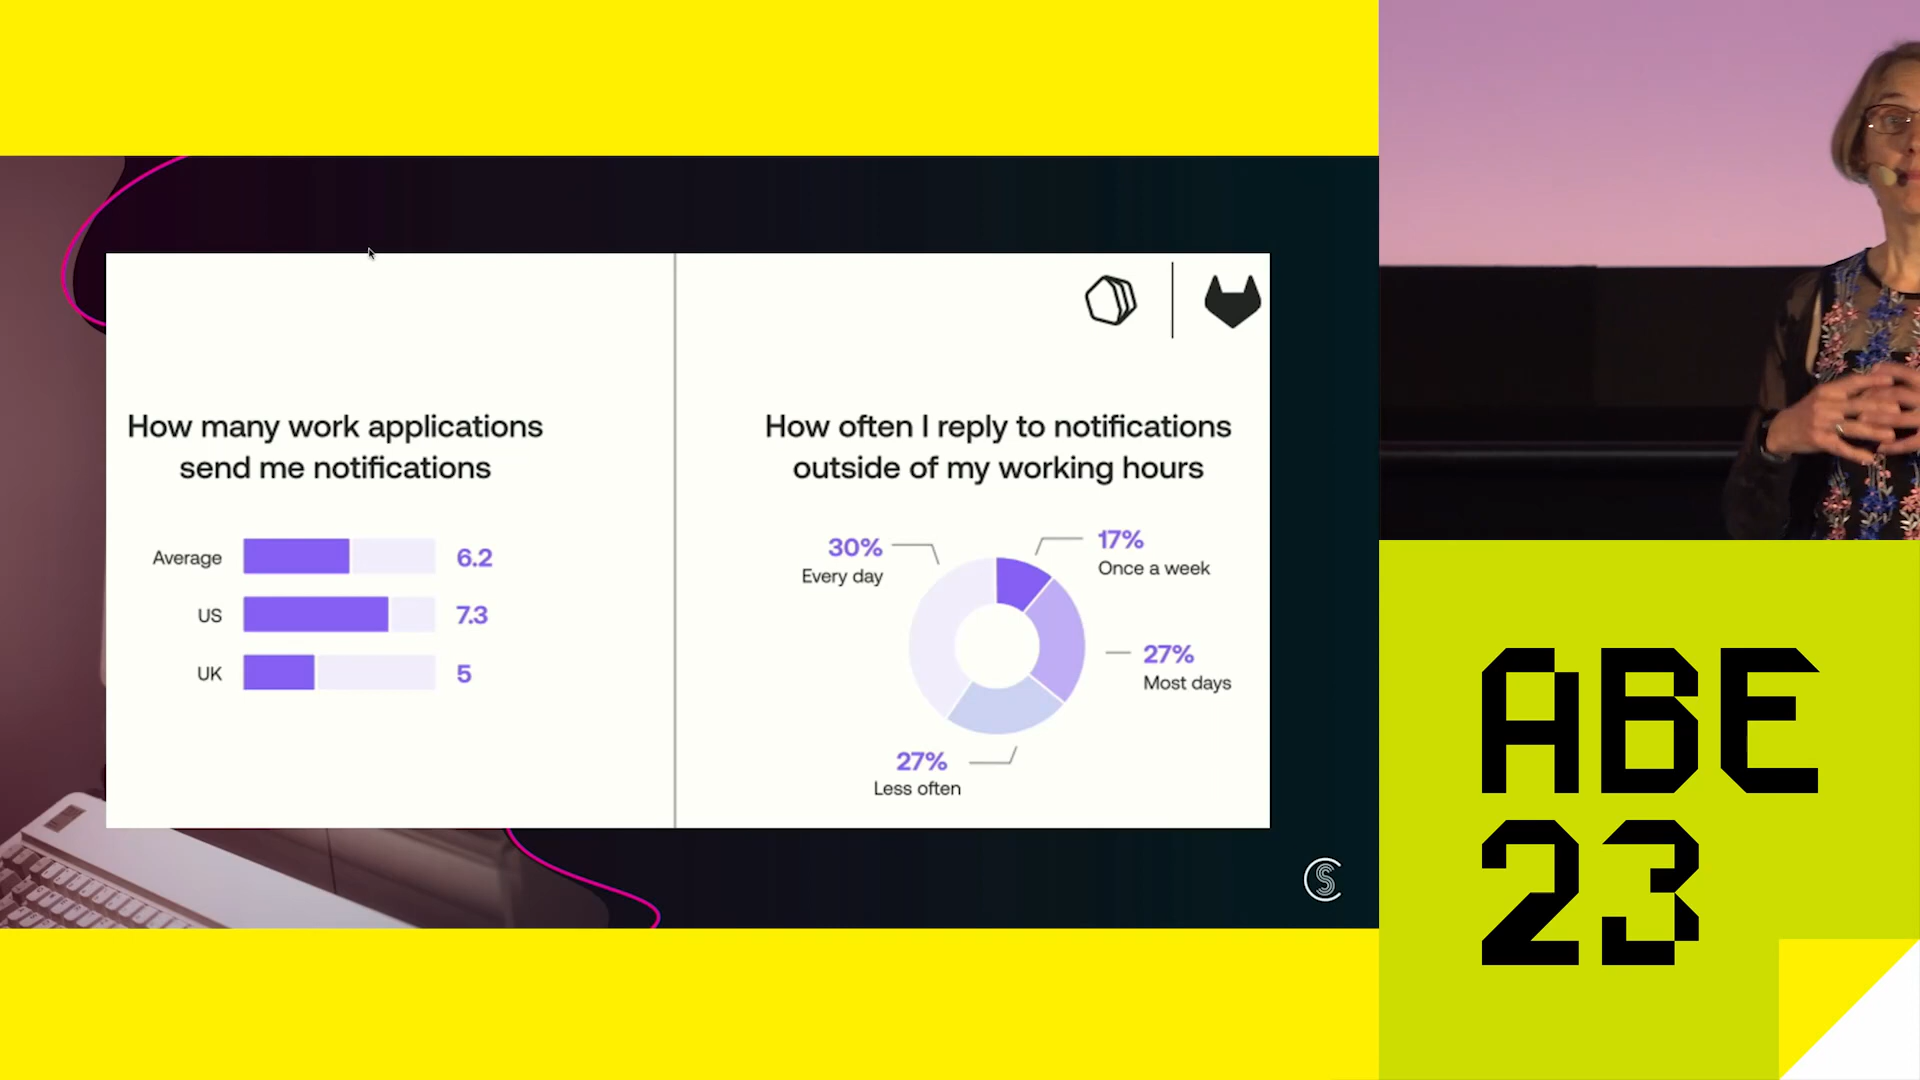 How many work applications
send me notifications
Average 6.2
US 7.3
UK 5
How often I reply to notifications
outside of my working hours
30%
Every day
17%
Once a week
27%
Most days
27%
Less often
ABE
23